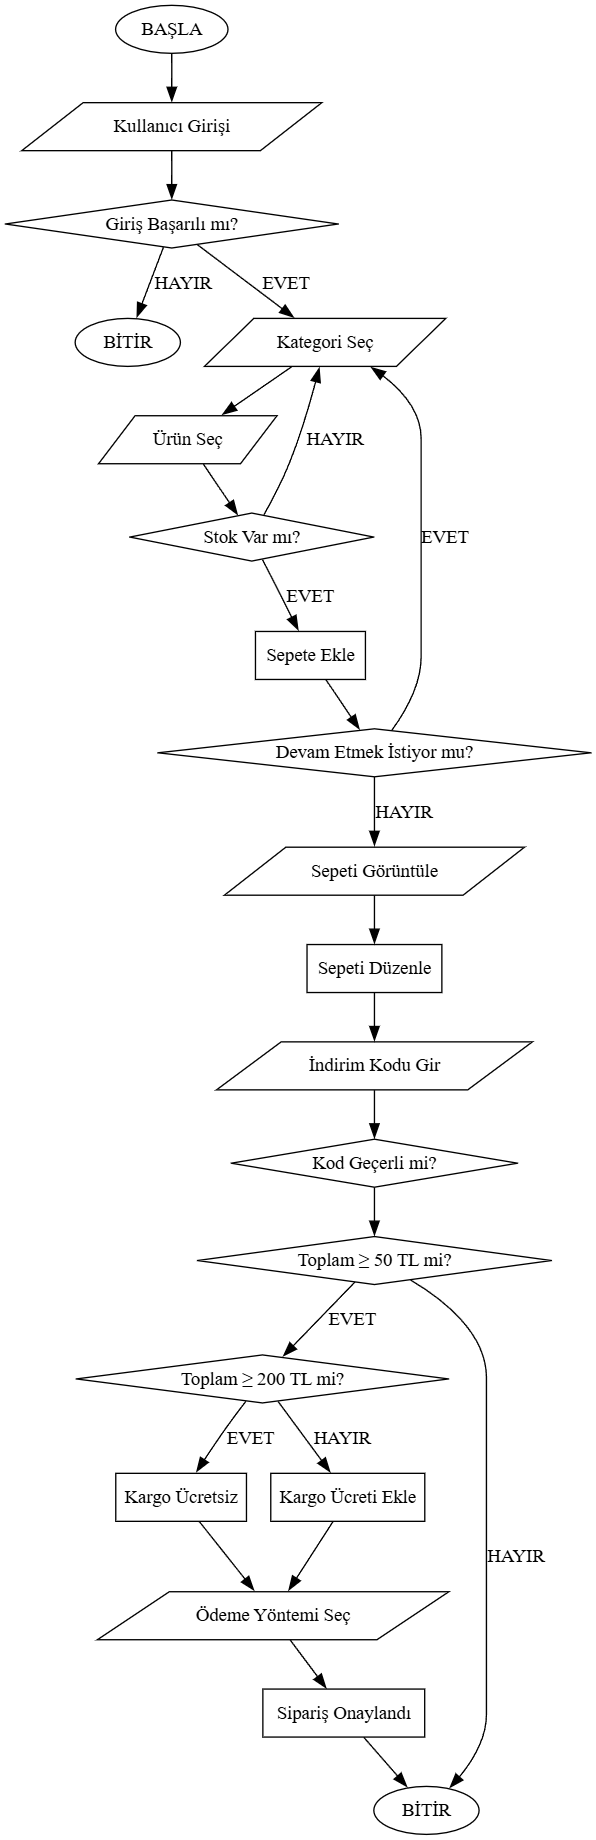 BAŞLA
Kullanıcı Girişi
Giriş Başarılı mı?
HAYIR
EVET
BİTİR
Kategori Seç
Ürün Seç
HAYIR
Stok Var mı?
EVET
EVET
Sepete Ekle
Devam Etmek İstiyor mu?
HAYIR
Sepeti Görüntüle
Sepeti Düzenle
İndirim Kodu Gir
Kod Geçerli mi?
Toplam ≥ 50 TL mi?
EVET
Toplam ≥ 200 TL mi?
EVET
HAYIR
Kargo Ücretsiz
Kargo Ücreti Ekle
HAYIR
Ödeme Yöntemi Seç
Sipariş Onaylandı
BİTİR